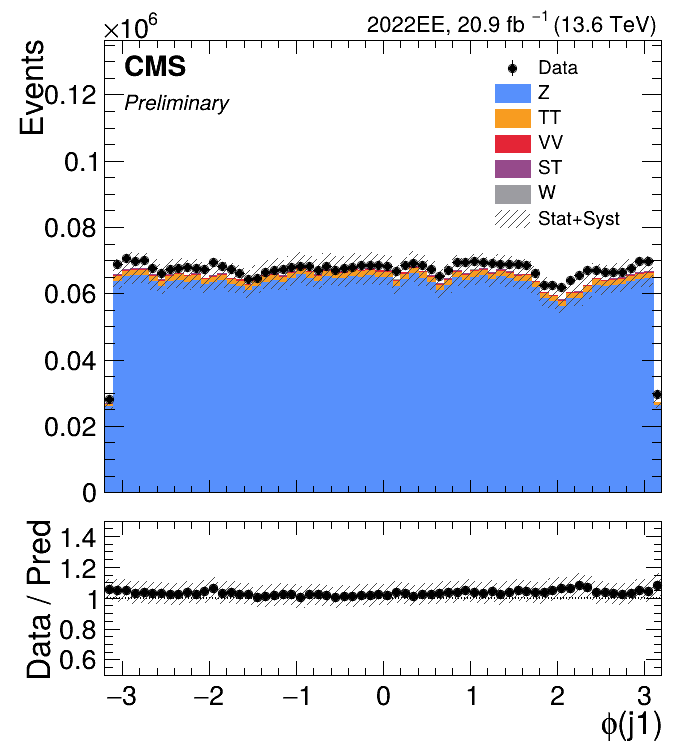 ×10⁶
2022EE, 20.9 fb ⁻¹ (13.6 TeV)
CMS
Preliminary
Events
Data
Z
TT
VV
ST
W
Stat+Syst
0.12
0.1
0.08
0.06
0.04
0.02
0
Data / Pred
1.4
1.2
1
0.8
0.6
−3 −2 −1 0 1 2 3
ϕ(j1)